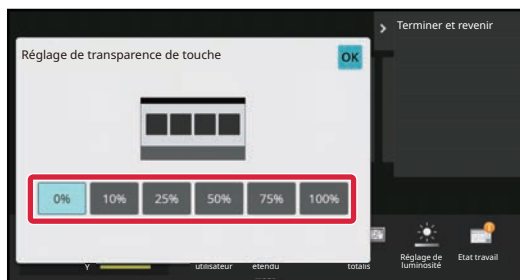 Terminer et revenir
Réglage de transparence de touche
OK
0% 10% 25% 50% 75% 100%
Y
utilisateur
étendu
totalis
Réglage de
luminosité
Etat travail